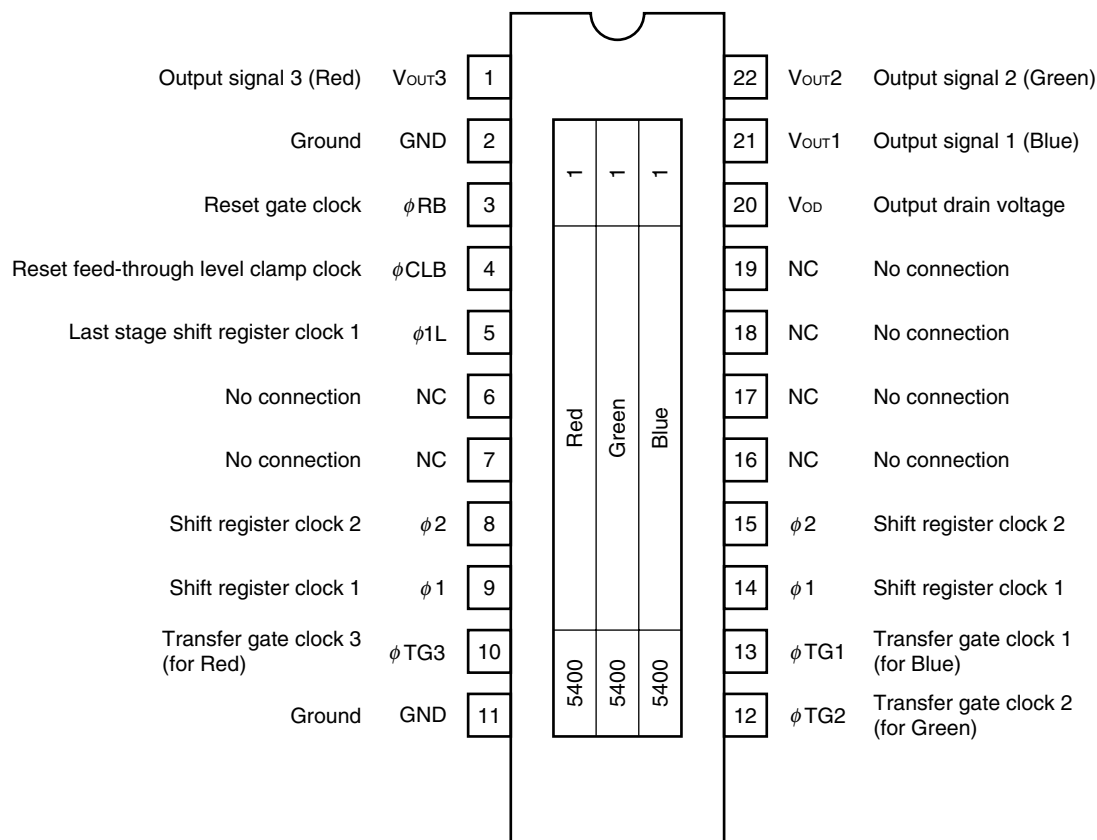 Output signal 3 (Red) VOUT3 1
Ground GND 2
Reset gate clock ϕRB 3
Reset feed-through level clamp clock ϕCLB 4
Last stage shift register clock 1 ϕ1L 5
No connection NC 6
No connection NC 7
Shift register clock 2 ϕ2 8
Shift register clock 1 ϕ1 9
Transfer gate clock 3
(for Red) ϕTG3 10
Ground GND 11
1 1 1
Red Green Blue
5400 5400 5400
22 VOUT2 Output signal 2 (Green)
21 VOUT1 Output signal 1 (Blue)
20 VOD Output drain voltage
19 NC No connection
18 NC No connection
17 NC No connection
16 NC No connection
15 ϕ2 Shift register clock 2
14 ϕ1 Shift register clock 1
13 ϕTG1 Transfer gate clock 1
(for Blue)
12 ϕTG2 Transfer gate clock 2
(for Green)